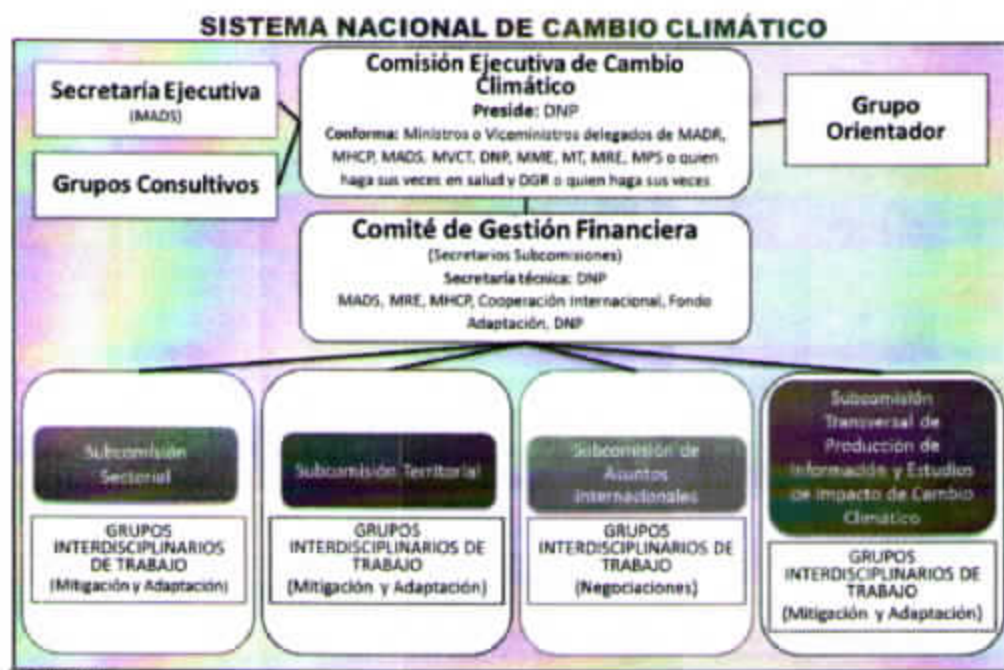 SISTEMA NACIONAL DE CAMBIO CLIMÁTICO
Secretaría Ejecutiva
(MADS)
Grupos Consultivos
Comisión Ejecutiva de Cambio
Climático
Preside: DNP
Conforma: Ministros o Viceministros delegados de MADR,
MHCP, MADS, MVCT, DNP, MME, MT, MRE, MPS o quien
haga sus veces en salud y DGR o quien haga sus veces
Grupo
Orientador
Comité de Gestión Financiera
(Secretarios Subcomisiones)
Secretaría técnica: DNP
MADS, MRE, MHCP, Cooperación Internacional, Fondo
Adaptación, DNP
Subcomisión
Sectorial
GRUPOS
INTERDISCIPLINARIOS
DE TRABAJO
(Mitigación y Adaptación)
Subcomisión Territorial
GRUPOS
INTERDISCIPLINARIOS DE
TRABAJO
(Mitigación y Adaptación)
Subcomisión de
Asuntos
Internacionales
GRUPOS
INTERDISCIPLINARIOS DE
TRABAJO
(Negociaciones)
Subcomisión
Transversal de
Producción de
Información y Estudios
de Impacto de Cambio
Climático
GRUPOS
INTERDISCIPLINARIOS DE
TRABAJO
(Mitigación y Adaptación)